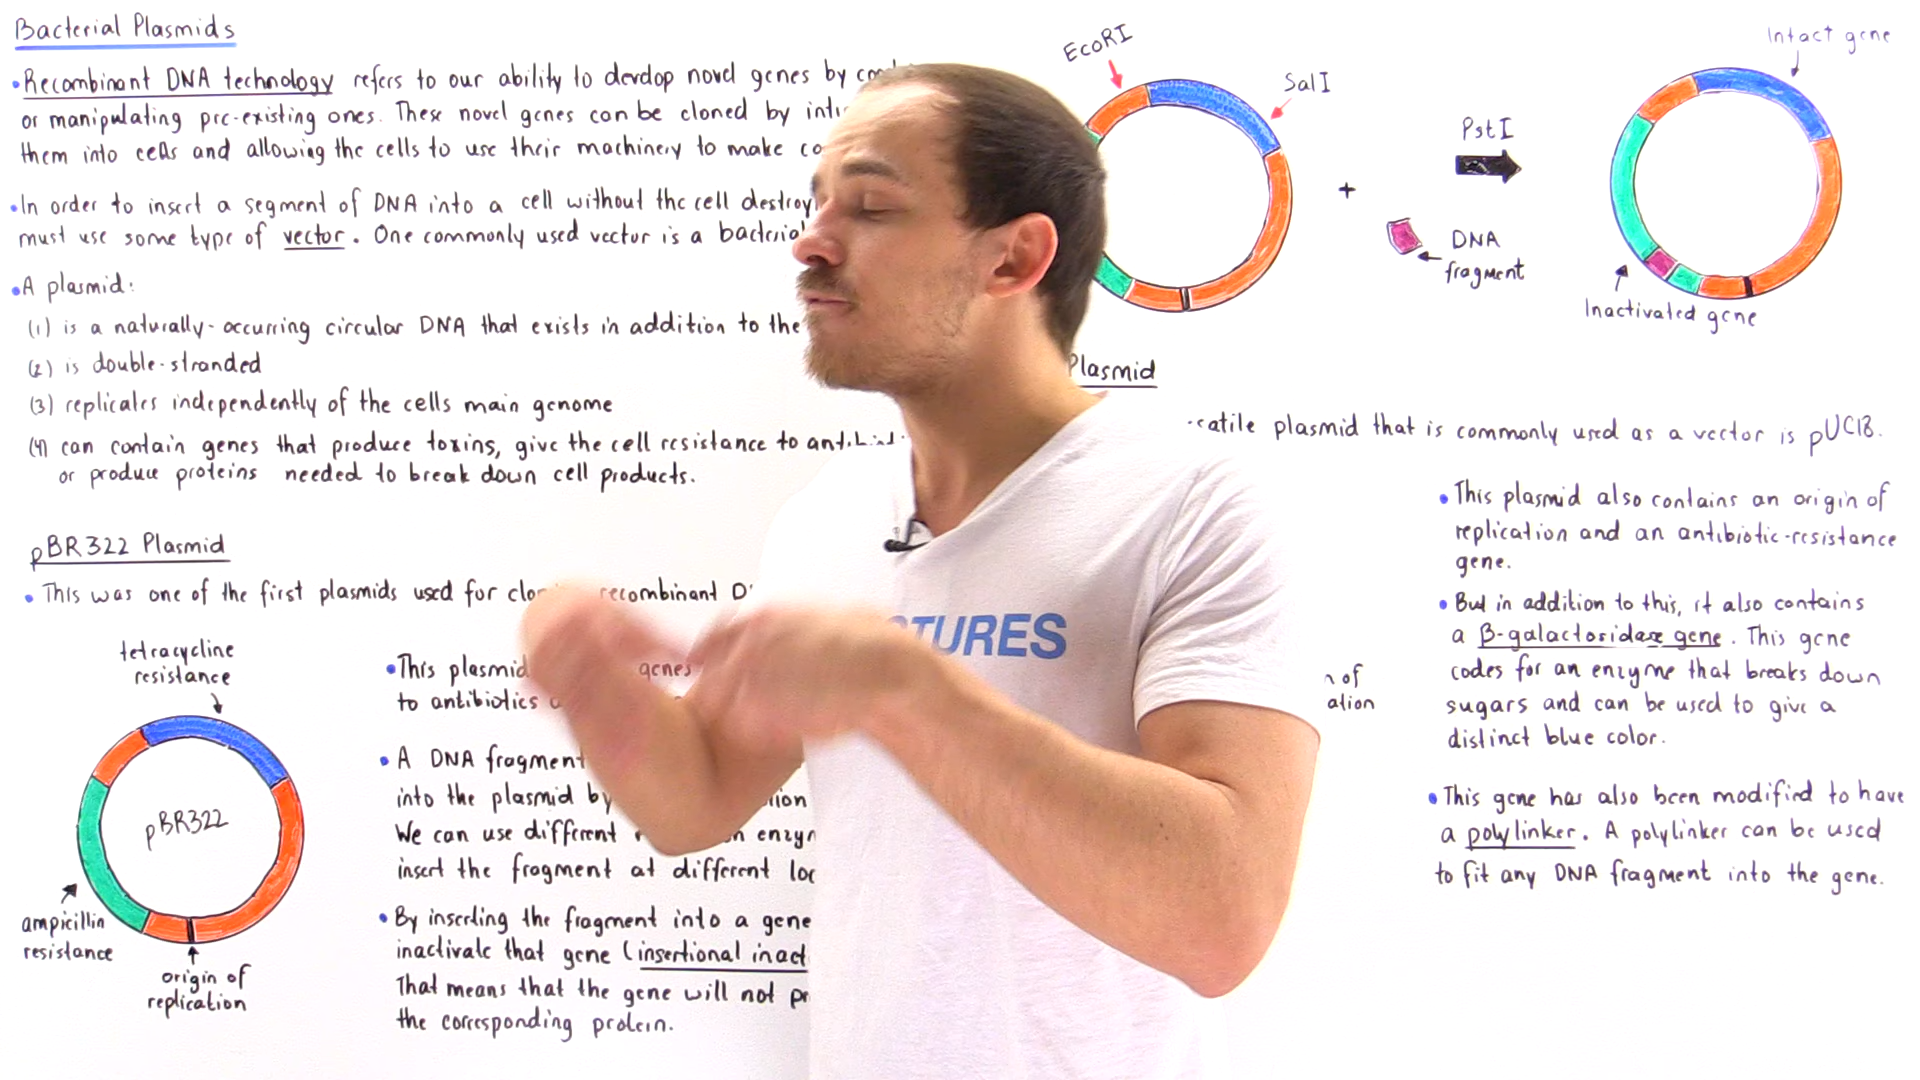 Bacterial Plasmids
• Recombinant DNA technology refers to our ability to develop novel genes by
or manipulating pre-existing ones. These novel genes can be cloned by
them into cells and allowing the cells to use their machinery to make
• In order to insert a segment of DNA into a cell without the cell
must use some type of vector. One commonly used vector is a
• A plasmid:
(1) is a naturally-occurring circular DNA that exists in addition to the
(2) is double-stranded
(3) replicates independently of the cells main genome
(4) can contain genes that produce toxins, give the cell resistance to
or produce proteins needed to break down cell products.
pBR322 Plasmid
• This was one of the first plasmids used for recombinant
tetracycline
resistance
pBR322
ampicillin
resistance
origin of
replication
• This plasmid genes
to antibiotics
• A DNA fragment
into the plasmid by
We can use different
insert the fragment at different
• By inserting the fragment into a gene
inactivate that gene (insertional
That means that the gene will not
the corresponding protein.
EcoRI
SalI
+
PstI
DNA
fragment
Intact gene
Inactivated gene
Plasmid
plasmid that is commonly used as a vector is pUC18.
• This plasmid also contains an origin of
replication and an antibiotic-resistance
gene.
• But in addition to this, it also contains
a β-galactosidase gene. This gene
codes for an enzyme that breaks down
sugars and can be used to give a
distinct blue color.
• This gene has also been modified to have
a polylinker. A polylinker can be used
to fit any DNA fragment into the gene.
of
TURES